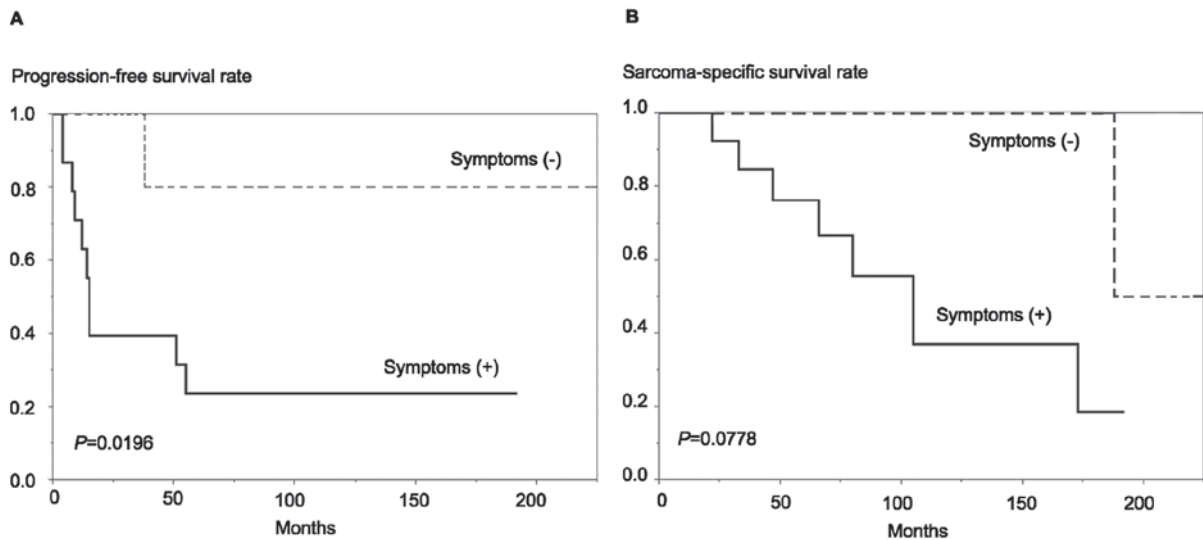 A
Progression-free survival rate
1.0
0.8
0.6
0.4
0.2
0.0
Symptoms (-)
Symptoms (+)
P=0.0196
0 50 100 150 200
Months
B
Sarcoma-specific survival rate
1.0
0.8
0.6
0.4
0.2
0.0
Symptoms (-)
Symptoms (+)
P=0.0778
0 50 100 150 200
Months